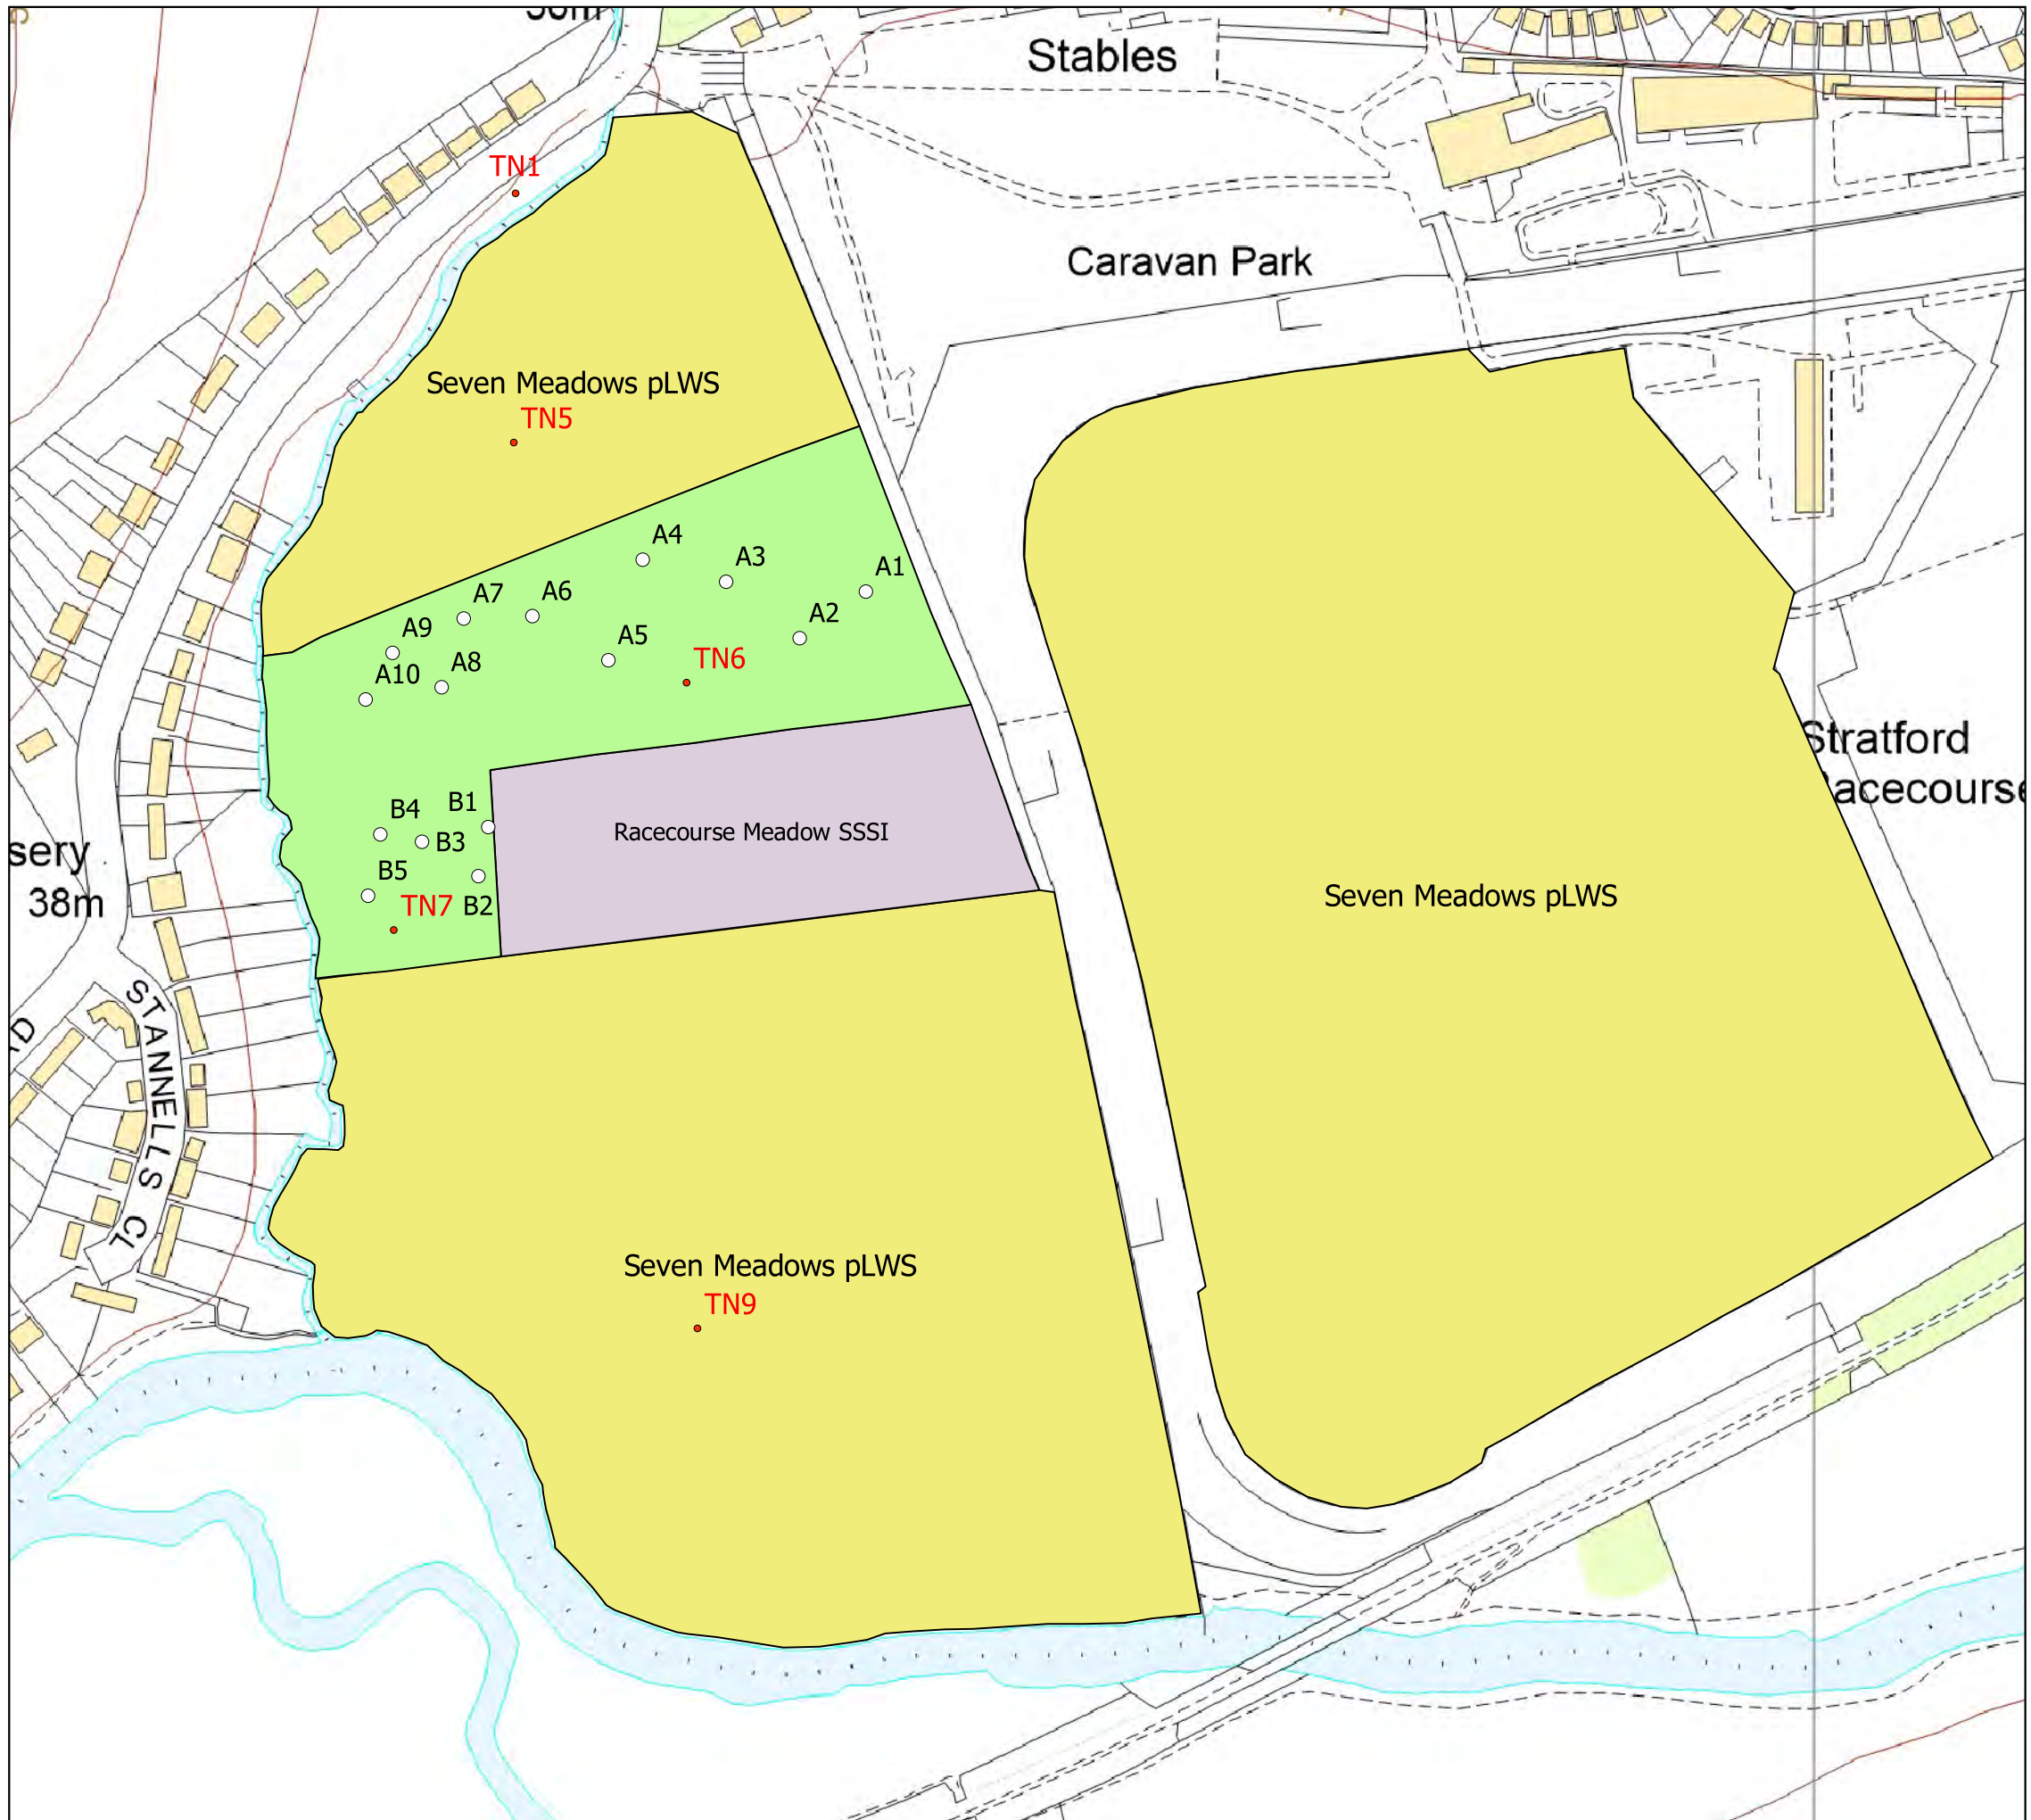 Stables
TN1
Caravan Park
Seven Meadows pLWS
TN5
A4
A3
A1
A7
A6
A2
A9
A5
A10
A8
TN6
Stratford
Racecourse
B4
B1
B3
Racecourse Meadow SSSI
sery
38m
B5
TN7
B2
Seven Meadows pLWS
STANNELLS CL
Seven Meadows pLWS
TN9